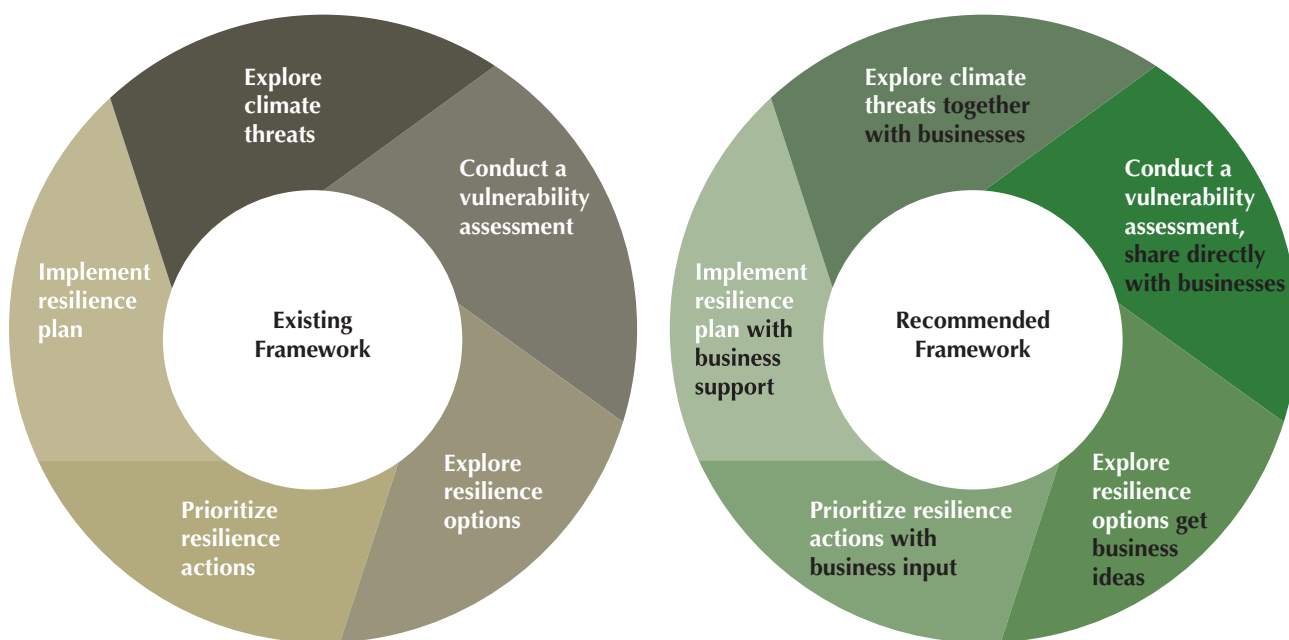 Explore
climate
threats
Conduct a
vulnerability
assessment
Explore
resilience
options
Prioritize
resilience
actions
Implement
resilience
plan
Existing
Framework
Explore climate
threats together
with businesses
Conduct a
vulnerability
assessment,
share directly
with businesses
Explore
resilience
options get
business
ideas
Prioritize resilience
actions with
business input
Implement
resilience
plan with
business
support
Recommended
Framework